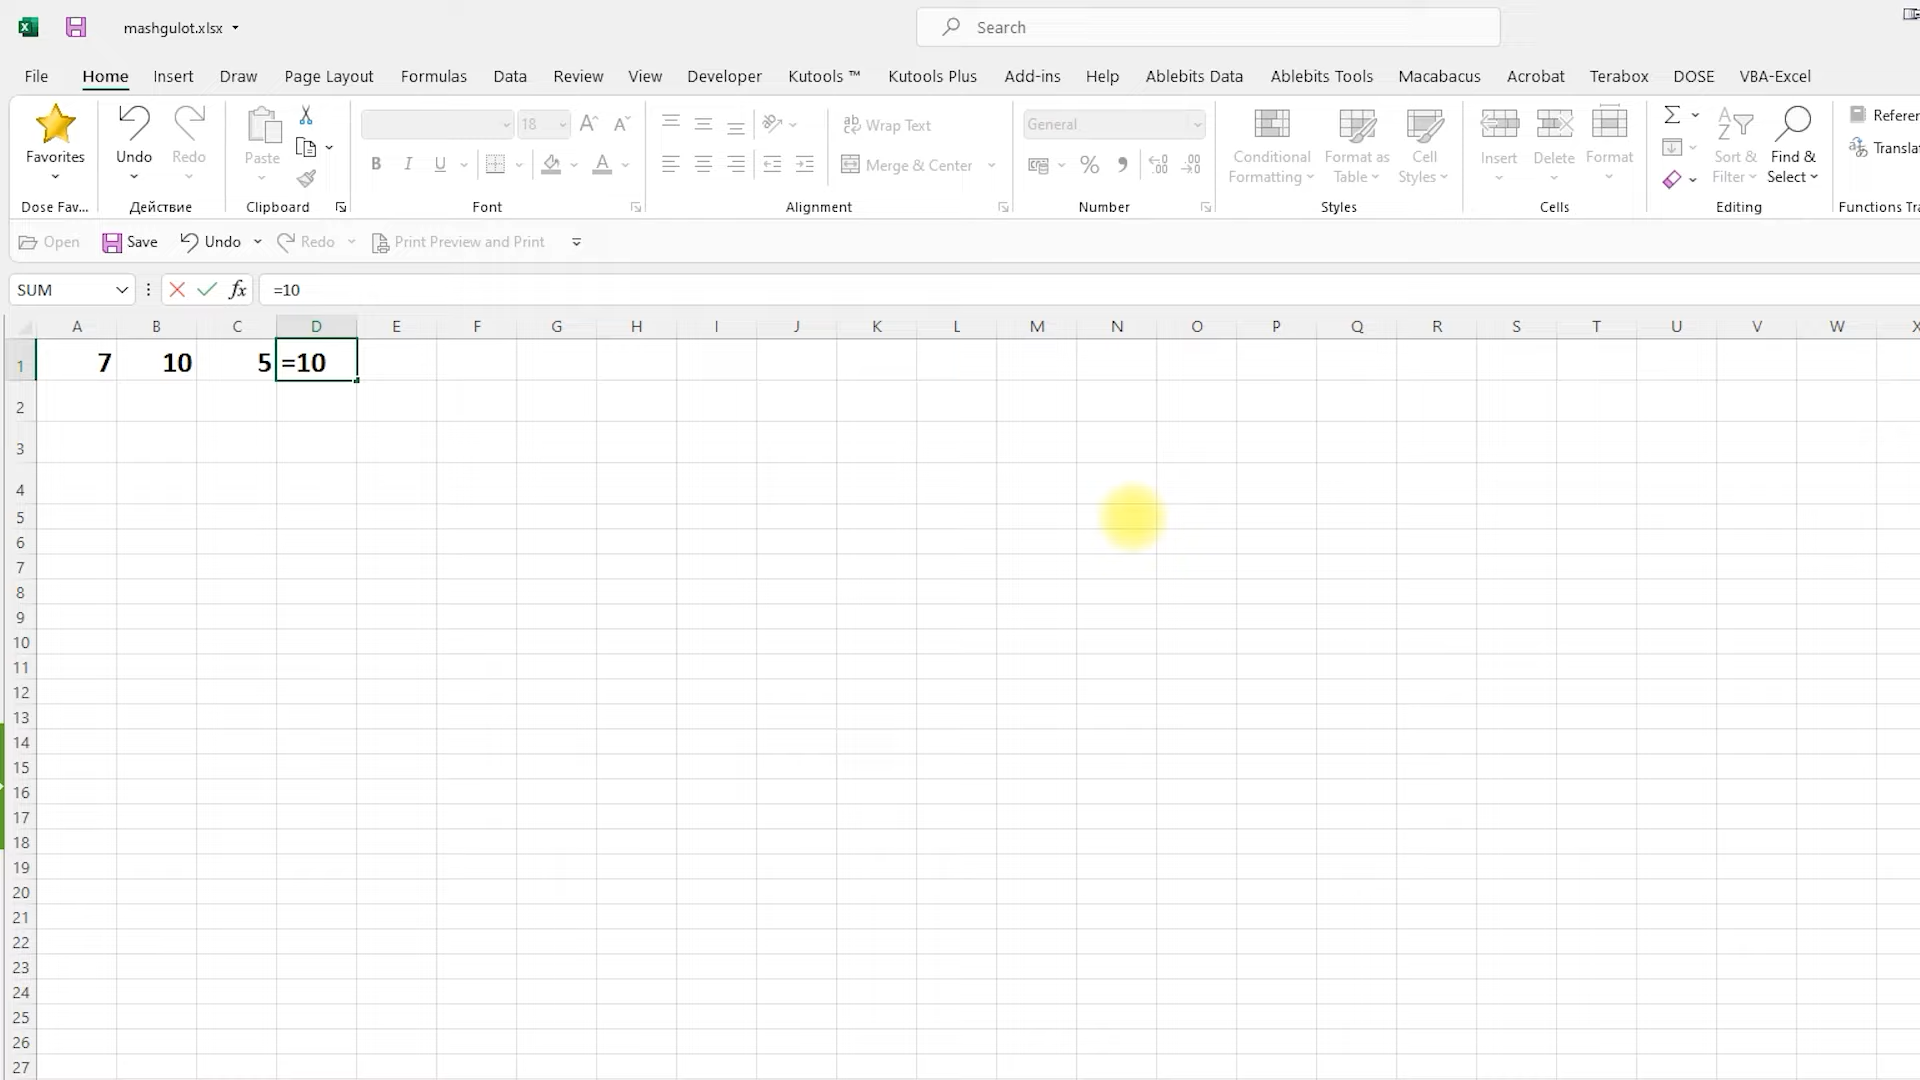 mashgulot.xlsx
Search
File Home Insert Draw Page Layout Formulas Data Review View Developer Kutools ™ Kutools Plus Add-ins Help Ablebits Data Ablebits Tools Macabacus Acrobat Terabox DOSE VBA-Excel
Favorites
Dose Fav...
Undo Redo
Действие
Paste
Clipboard
18
B I U
Font
ab Wrap Text
Merge & Center
Alignment
General
%
Number
Conditional
Formatting
Format as
Table
Cell
Styles
Styles
Insert Delete Format
Cells
Sort &
Filter
Find &
Select
Editing
Referen
Transla
Functions Tra
Open Save Undo Redo Print Preview and Print
SUM fx =10
A B C D E F G H I J K L M N O P Q R S T U V W X
1 7 10 5 =10
2
3
4
5
6
7
8
9
10
11
12
13
14
15
16
17
18
19
20
21
22
23
24
25
26
27